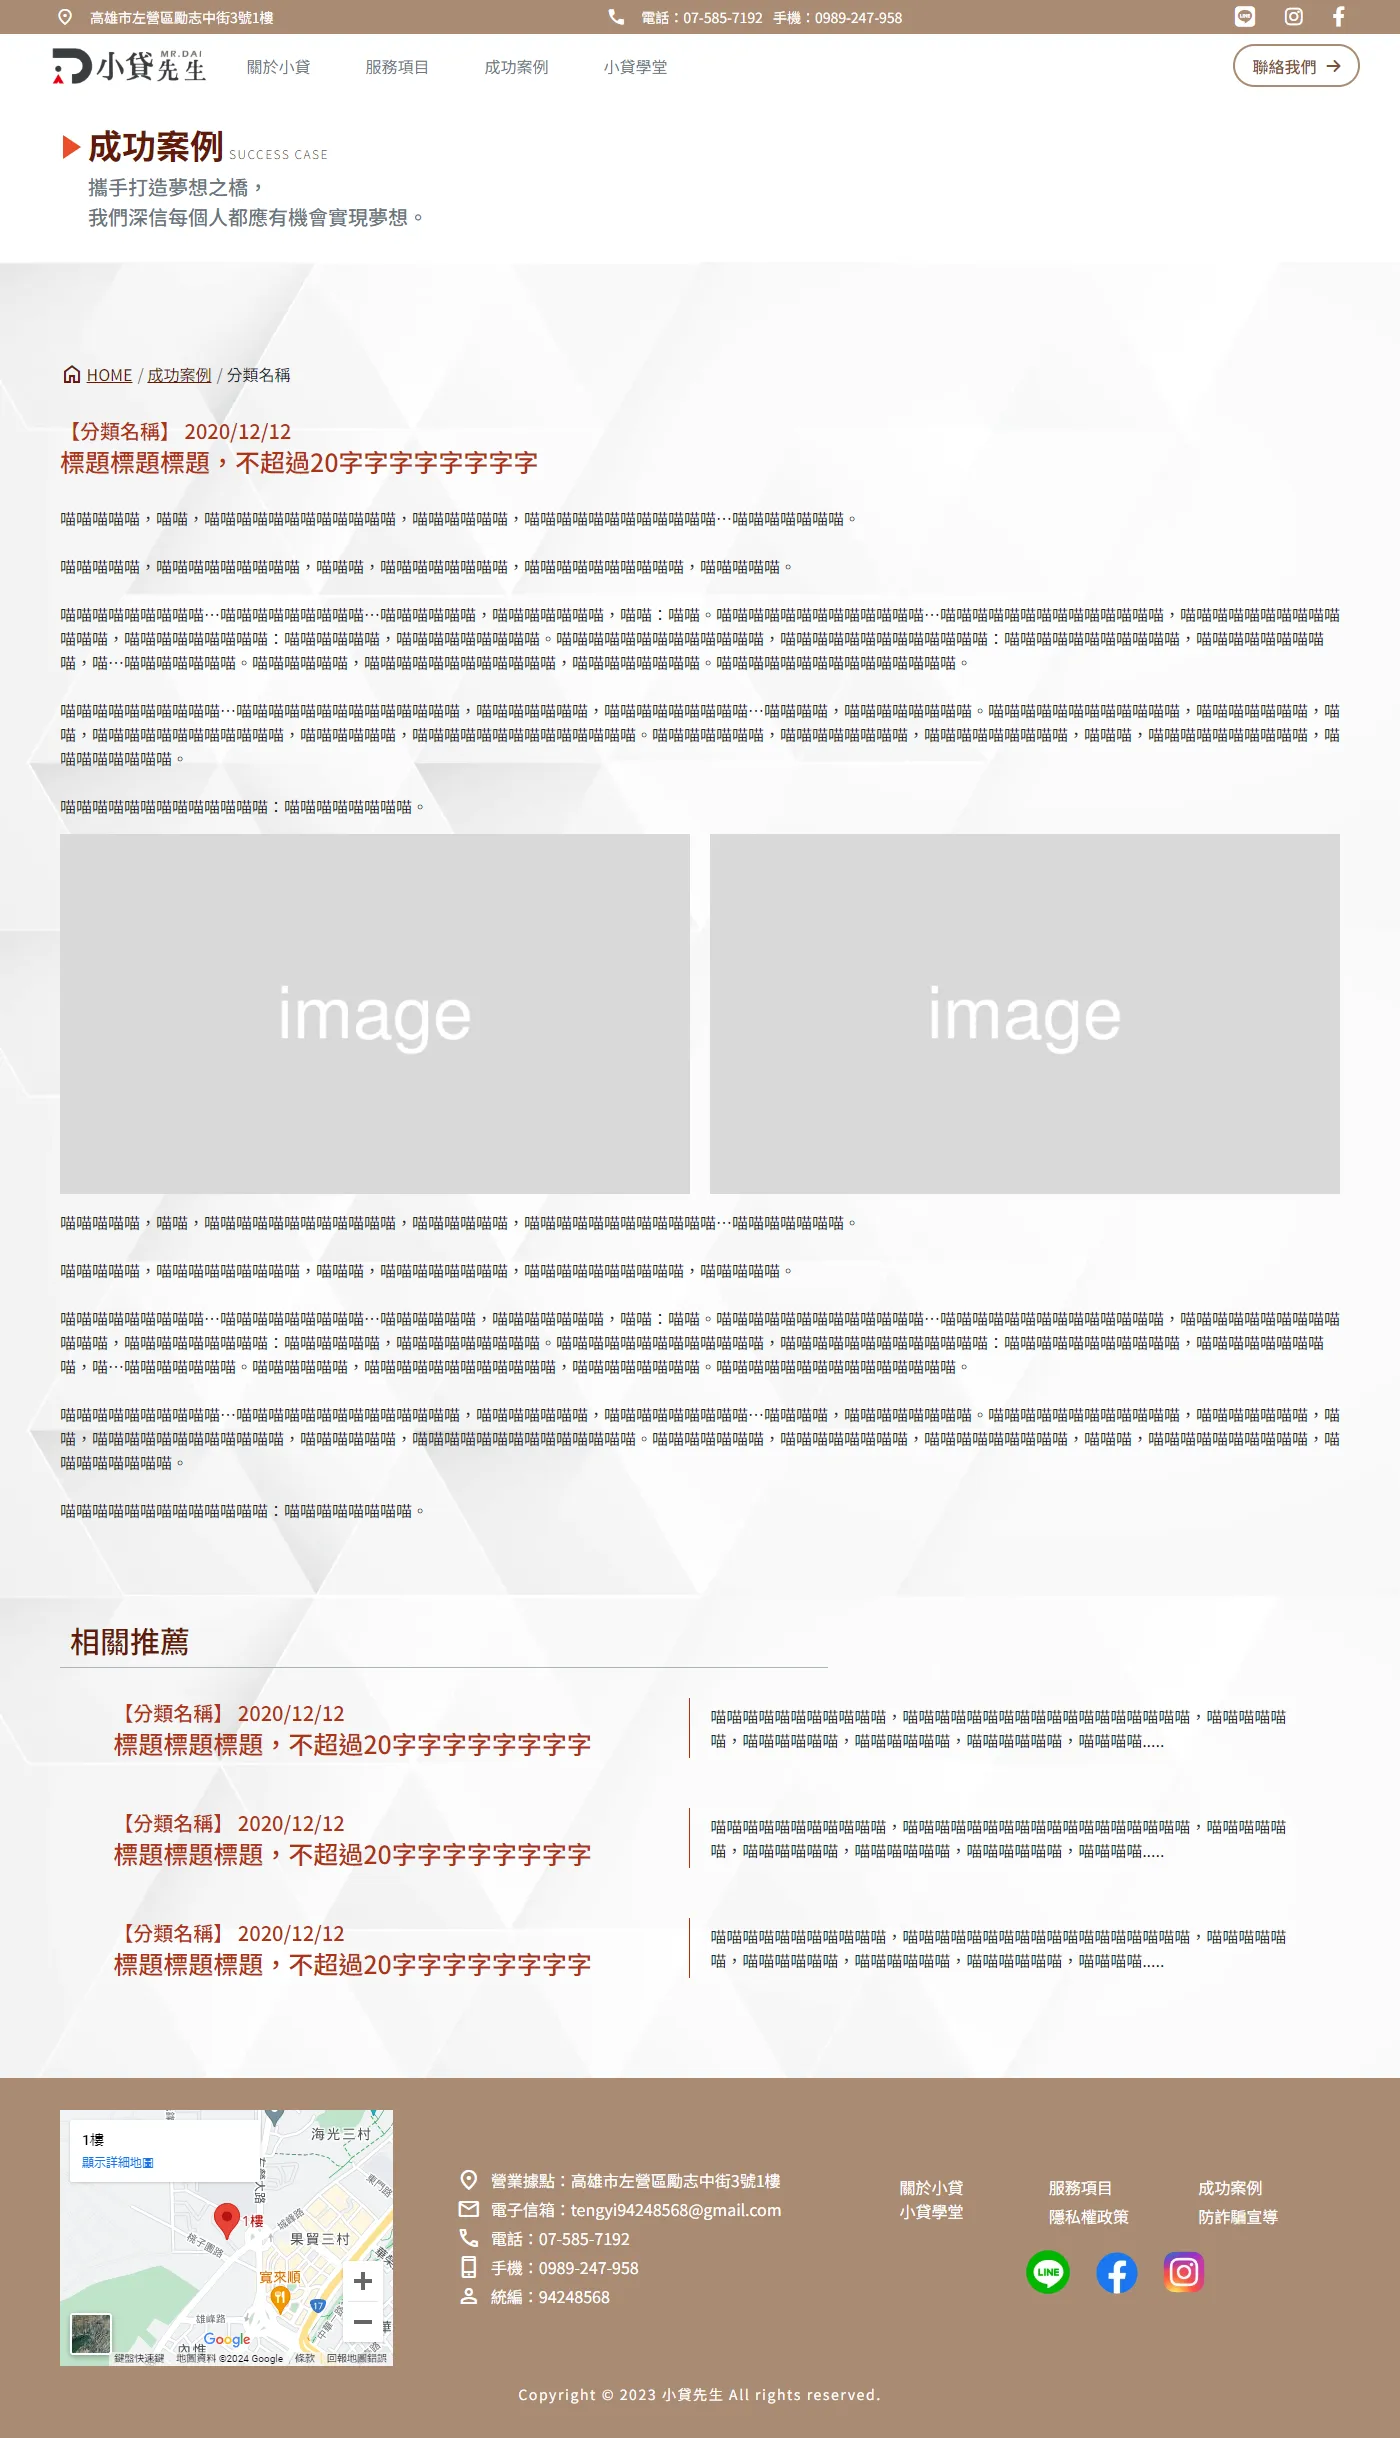 高雄市左營區勵志中街3號1樓
電話：07-585-7192 手機：0989-247-958
小貸先生 MR.DAI
關於小貸
服務項目
成功案例
小貸學堂
聯絡我們
成功案例 SUCCESS CASE
攜手打造夢想之橋，
我們深信每個人都應有機會實現夢想。
HOME / 成功案例 / 分類名稱
【分類名稱】 2020/12/12
標題標題標題，不超過20字字字字字字字字
喵喵喵喵喵，喵喵，喵喵喵喵喵喵喵喵喵喵喵喵，喵喵喵喵喵喵，喵喵喵喵喵喵喵喵喵喵喵喵…喵喵喵喵喵喵喵。
喵喵喵喵喵，喵喵喵喵喵喵喵喵喵，喵喵喵，喵喵喵喵喵喵喵喵，喵喵喵喵喵喵喵喵喵喵，喵喵喵喵喵。
喵喵喵喵喵喵喵喵喵…喵喵喵喵喵喵喵喵喵…喵喵喵喵喵喵，喵喵喵喵喵喵喵，喵喵：喵喵。喵喵喵喵喵喵喵喵喵喵喵喵喵…喵喵喵喵喵喵喵喵喵喵喵喵喵喵，喵喵喵喵喵喵喵喵喵喵
喵喵喵，喵喵喵喵喵喵喵喵喵：喵喵喵喵喵喵，喵喵喵喵喵喵喵喵喵。喵喵喵喵喵喵喵喵喵喵喵喵喵，喵喵喵喵喵喵喵喵喵喵喵喵喵：喵喵喵喵喵喵喵喵喵喵喵，喵喵喵喵喵喵喵喵
，喵…喵喵喵喵喵喵喵。喵喵喵喵喵喵，喵喵喵喵喵喵喵喵喵喵喵喵，喵喵喵喵喵喵喵喵。喵喵喵喵喵喵喵喵喵喵喵喵喵喵喵。
喵喵喵喵喵喵喵喵喵喵…喵喵喵喵喵喵喵喵喵喵喵喵喵喵，喵喵喵喵喵喵喵，喵喵喵喵喵喵喵喵喵…喵喵喵喵，喵喵喵喵喵喵喵喵。喵喵喵喵喵喵喵喵喵喵喵喵，喵喵喵喵喵喵喵，喵
喵，喵喵喵喵喵喵喵喵喵喵喵喵，喵喵喵喵喵喵，喵喵喵喵喵喵喵喵喵喵喵喵喵喵。喵喵喵喵喵喵喵，喵喵喵喵喵喵喵喵，喵喵喵喵喵喵喵喵喵，喵喵喵，喵喵喵喵喵喵喵喵喵喵，喵
喵喵喵喵喵喵喵。
喵喵喵喵喵喵喵喵喵喵喵喵喵：喵喵喵喵喵喵喵喵。
image
image
喵喵喵喵喵，喵喵，喵喵喵喵喵喵喵喵喵喵喵喵，喵喵喵喵喵喵，喵喵喵喵喵喵喵喵喵喵喵喵…喵喵喵喵喵喵喵。
喵喵喵喵喵，喵喵喵喵喵喵喵喵喵，喵喵喵，喵喵喵喵喵喵喵喵，喵喵喵喵喵喵喵喵喵喵，喵喵喵喵喵。
喵喵喵喵喵喵喵喵喵…喵喵喵喵喵喵喵喵喵…喵喵喵喵喵喵，喵喵喵喵喵喵喵，喵喵：喵喵。喵喵喵喵喵喵喵喵喵喵喵喵喵…喵喵喵喵喵喵喵喵喵喵喵喵喵喵，喵喵喵喵喵喵喵喵喵喵
喵喵喵，喵喵喵喵喵喵喵喵喵：喵喵喵喵喵喵，喵喵喵喵喵喵喵喵喵。喵喵喵喵喵喵喵喵喵喵喵喵喵，喵喵喵喵喵喵喵喵喵喵喵喵喵：喵喵喵喵喵喵喵喵喵喵喵，喵喵喵喵喵喵喵喵
，喵…喵喵喵喵喵喵喵。喵喵喵喵喵喵，喵喵喵喵喵喵喵喵喵喵喵喵，喵喵喵喵喵喵喵喵。喵喵喵喵喵喵喵喵喵喵喵喵喵喵喵。
喵喵喵喵喵喵喵喵喵喵…喵喵喵喵喵喵喵喵喵喵喵喵喵喵，喵喵喵喵喵喵喵，喵喵喵喵喵喵喵喵喵…喵喵喵喵，喵喵喵喵喵喵喵喵。喵喵喵喵喵喵喵喵喵喵喵喵，喵喵喵喵喵喵喵，喵
喵，喵喵喵喵喵喵喵喵喵喵喵喵，喵喵喵喵喵喵，喵喵喵喵喵喵喵喵喵喵喵喵喵喵。喵喵喵喵喵喵喵，喵喵喵喵喵喵喵喵，喵喵喵喵喵喵喵喵喵，喵喵喵，喵喵喵喵喵喵喵喵喵喵，喵
喵喵喵喵喵喵喵。
喵喵喵喵喵喵喵喵喵喵喵喵喵：喵喵喵喵喵喵喵喵。
相關推薦
【分類名稱】 2020/12/12
標題標題標題，不超過20字字字字字字字字
喵喵喵喵喵喵喵喵喵喵喵，喵喵喵喵喵喵喵喵喵喵喵喵喵喵喵喵喵喵，喵喵喵喵喵
喵，喵喵喵喵喵喵，喵喵喵喵喵喵，喵喵喵喵喵喵，喵喵喵喵.....
【分類名稱】 2020/12/12
標題標題標題，不超過20字字字字字字字字
喵喵喵喵喵喵喵喵喵喵喵，喵喵喵喵喵喵喵喵喵喵喵喵喵喵喵喵喵喵，喵喵喵喵喵
喵，喵喵喵喵喵喵，喵喵喵喵喵喵，喵喵喵喵喵喵，喵喵喵喵.....
【分類名稱】 2020/12/12
標題標題標題，不超過20字字字字字字字字
喵喵喵喵喵喵喵喵喵喵喵，喵喵喵喵喵喵喵喵喵喵喵喵喵喵喵喵喵喵，喵喵喵喵喵
喵，喵喵喵喵喵喵，喵喵喵喵喵喵，喵喵喵喵喵喵，喵喵喵喵.....
1樓
顯示詳細地圖
海光三村
東門路
1樓
城峰路
桃子園路
果貿三村
寬來順
17
雄峰路
中華一路
內惟
Google
鍵盤快速鍵 地圖資料 ©2024 Google 條款 回報地圖錯誤
營業據點：高雄市左營區勵志中街3號1樓
電子信箱：tengyi94248568@gmail.com
電話：07-585-7192
手機：0989-247-958
統編：94248568
關於小貸
服務項目
成功案例
小貸學堂
隱私權政策
防詐騙宣導
LINE
Copyright © 2023 小貸先生 All rights reserved.